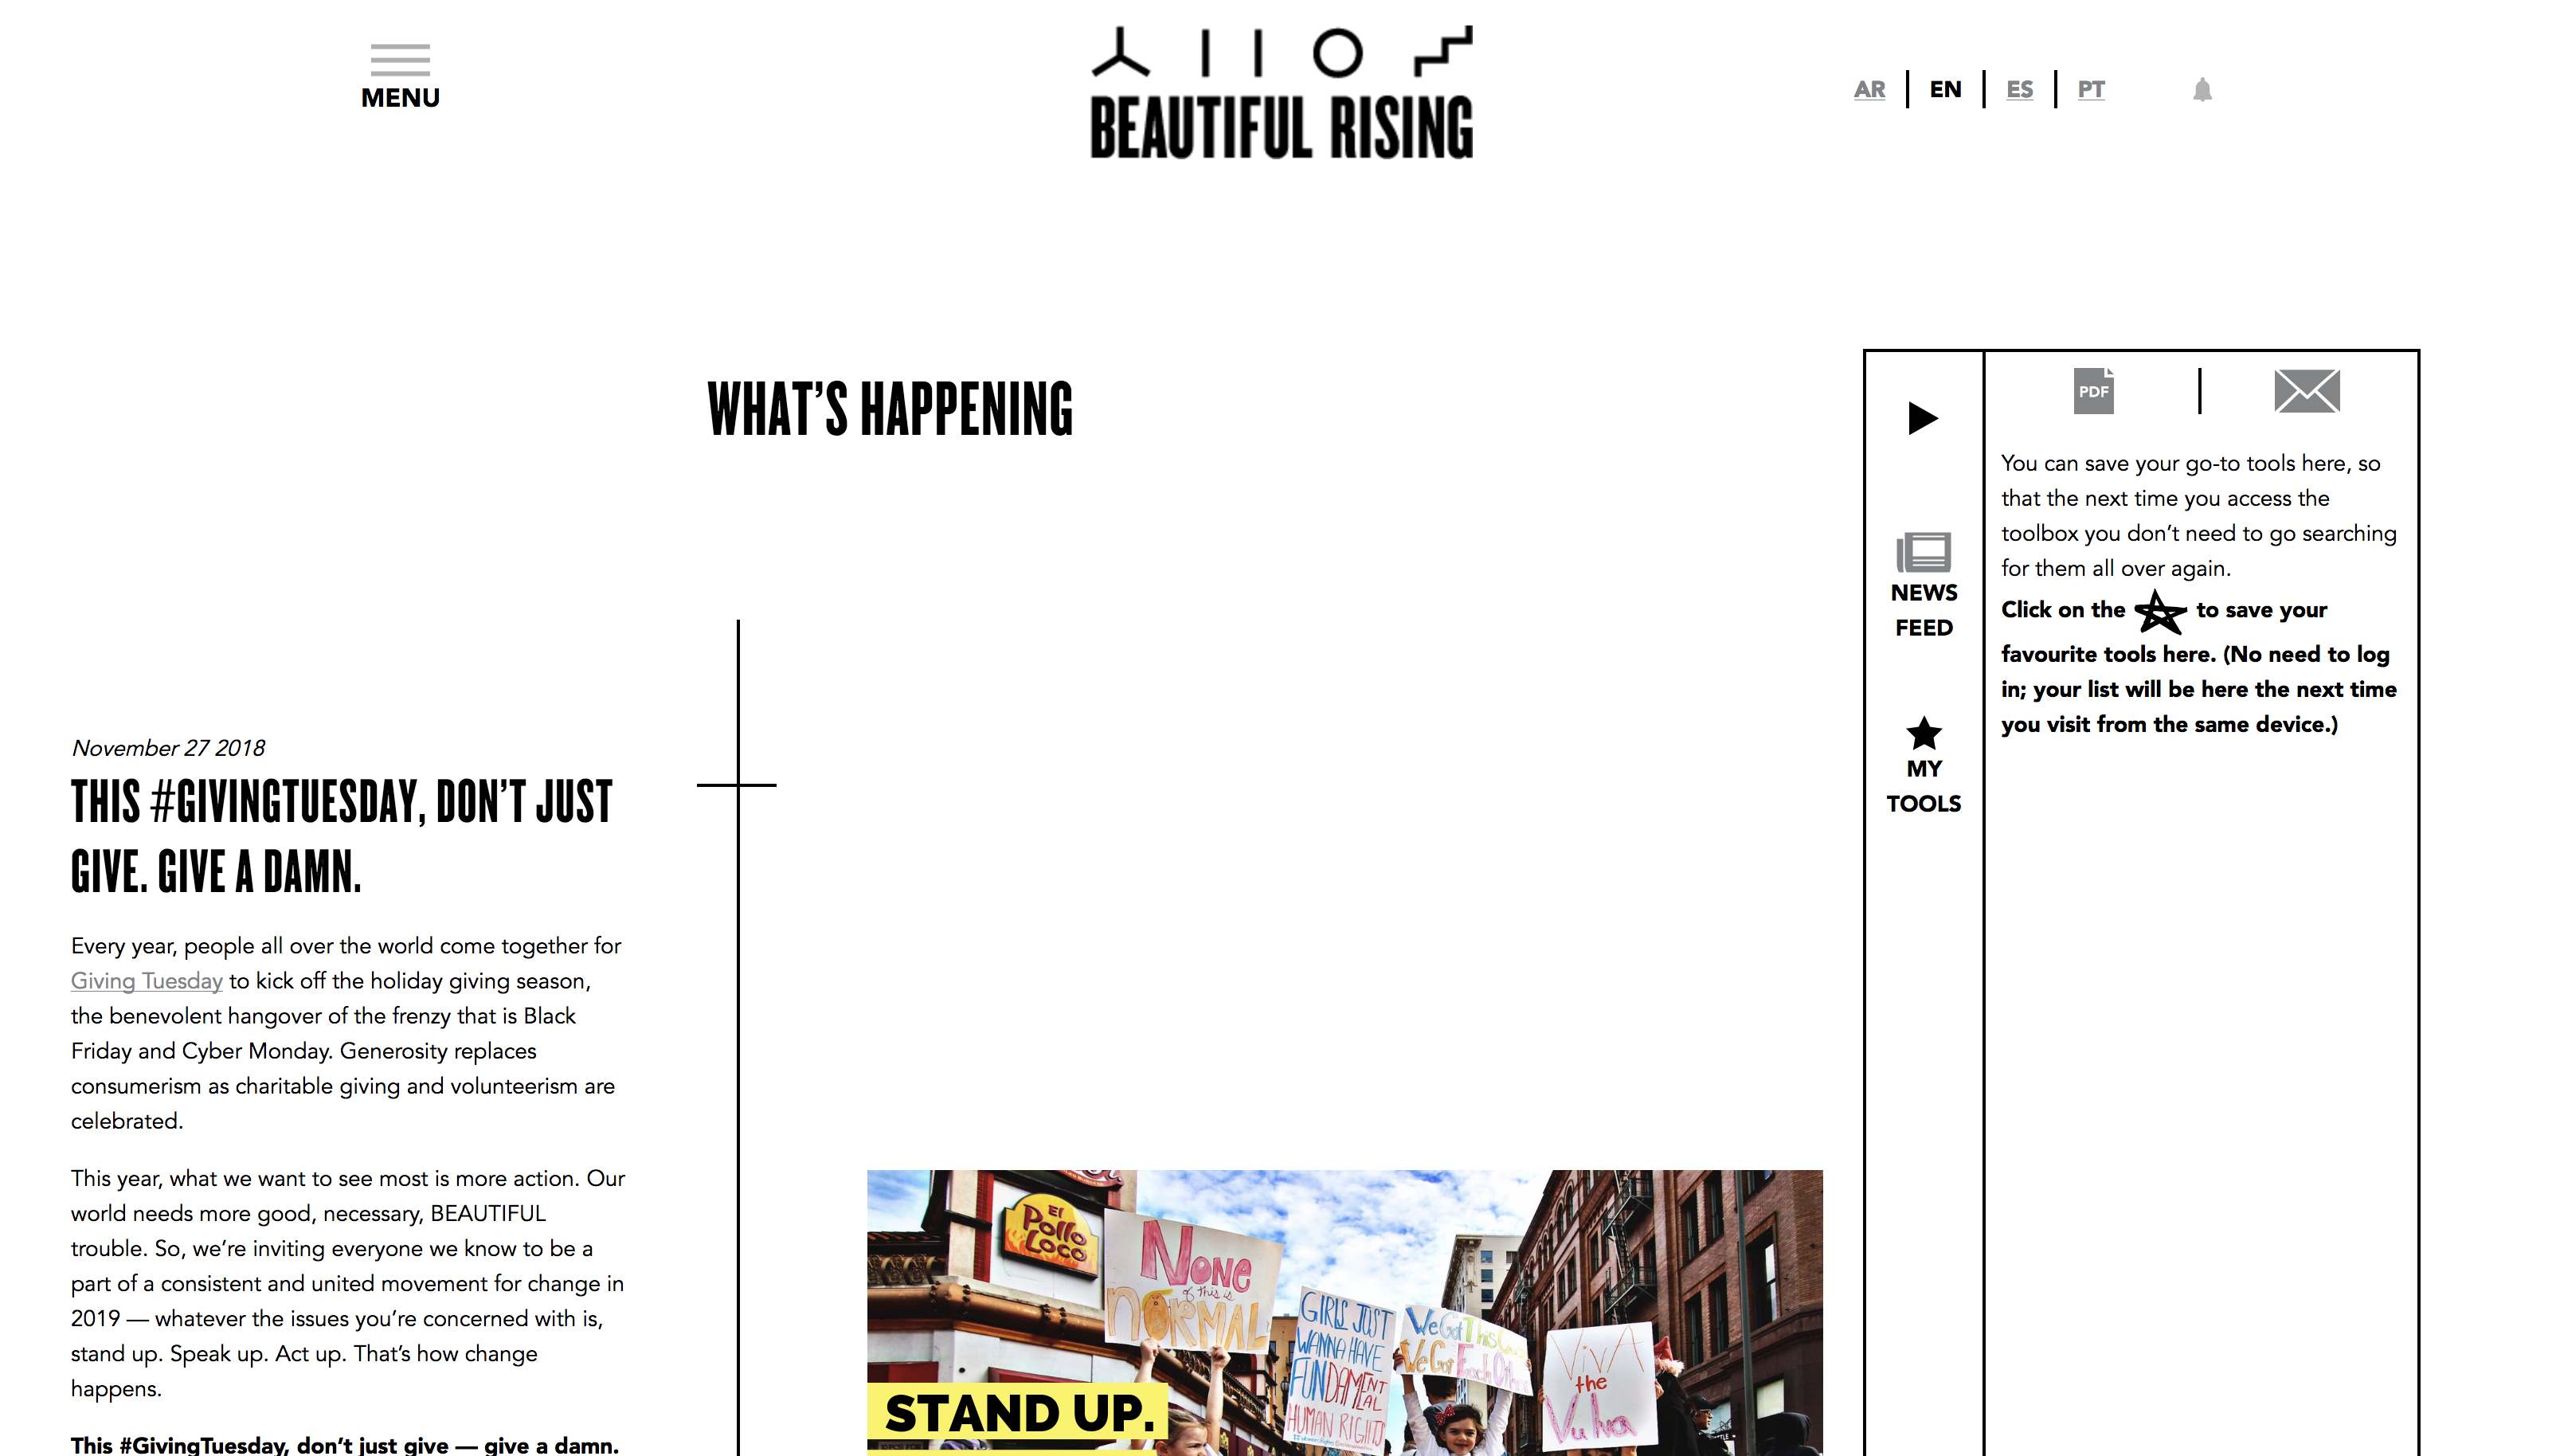 MENU
BEAUTIFUL RISING
AR
EN
ES
PT
WHAT'S HAPPENING
November 27 2018
THIS #GIVINGTUESDAY, DON'T JUST
GIVE. GIVE A DAMN.
Every year, people all over the world come together for
Giving Tuesday to kick off the holiday giving season,
the benevolent hangover of the frenzy that is Black
Friday and Cyber Monday. Generosity replaces
consumerism as charitable giving and volunteerism are
celebrated.
This year, what we want to see most is more action. Our
world needs more good, necessary, BEAUTIFUL
trouble. So, we're inviting everyone we know to be a
part of a consistent and united movement for change in
2019 — whatever the issues you're concerned with is,
stand up. Speak up. Act up. That's how change
happens.
This #GivingTuesday, don't just give — give a damn.
El
Pollo
Loco
NONE
of this is
NORMAL
GIRLS JUST
WANNA HAVE
FUNDAMENT
AL
HUMAN RIGHTS
We Got This Cause
We Got Each Other
VIVA
the
Vulva
STAND UP.
NEWS
FEED
MY
TOOLS
PDF
You can save your go-to tools here, so
that the next time you access the
toolbox you don't need to go searching
for them all over again.
Click on the to save your
favourite tools here. (No need to log
in; your list will be here the next time
you visit from the same device.)